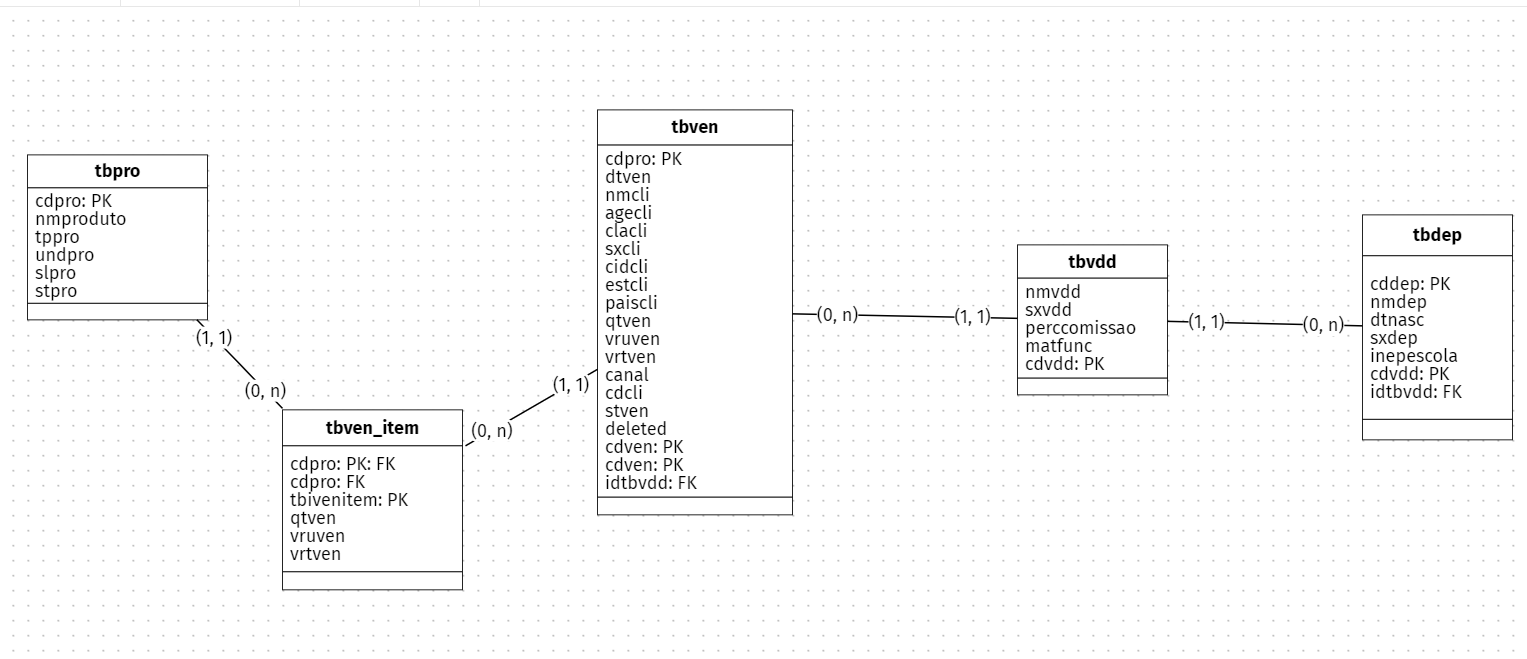 tbpro
cdpro: PK
nmproduto
tppro
undpro
slpro
stpro
(1, 1)
(0, n)
tbven_item
cdpro: PK: FK
cdpro: FK
tbivenitem: PK
qtven
vruven
vrtven
(0, n)
(1, 1)
tbven
cdpro: PK
dtven
nmcli
agecli
clacli
sxcli
cidcli
estcli
paiscli
qtven
vruven
vrtven
canal
cdcli
stven
deleted
cdven: PK
cdven: PK
idtbvdd: FK
(0, n)
(1, 1)
tbvdd
nmvdd
sxvdd
perccomissao
matfunc
cdvdd: PK
(1, 1)
(0, n)
tbdep
cddep: PK
nmdep
dtnasc
sxdep
inepescola
cdvdd: PK
idtbvdd: FK